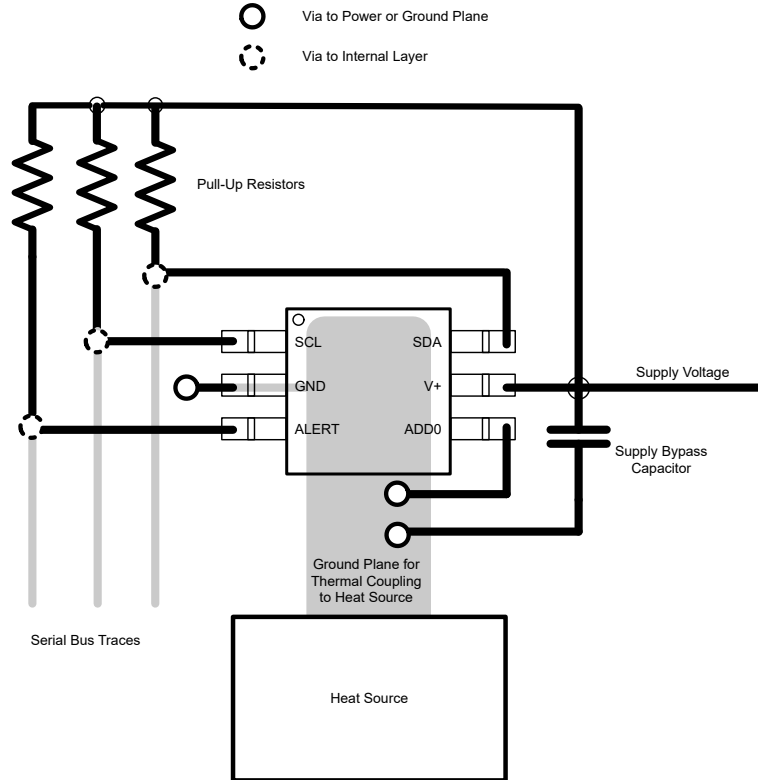 Via to Power or Ground Plane
Via to Internal Layer
Pull-Up Resistors
SCL
SDA
GND
V+
ALERT
ADD0
Supply Voltage
Supply Bypass
Capacitor
Ground Plane for
Thermal Coupling
to Heat Source
Serial Bus Traces
Heat Source